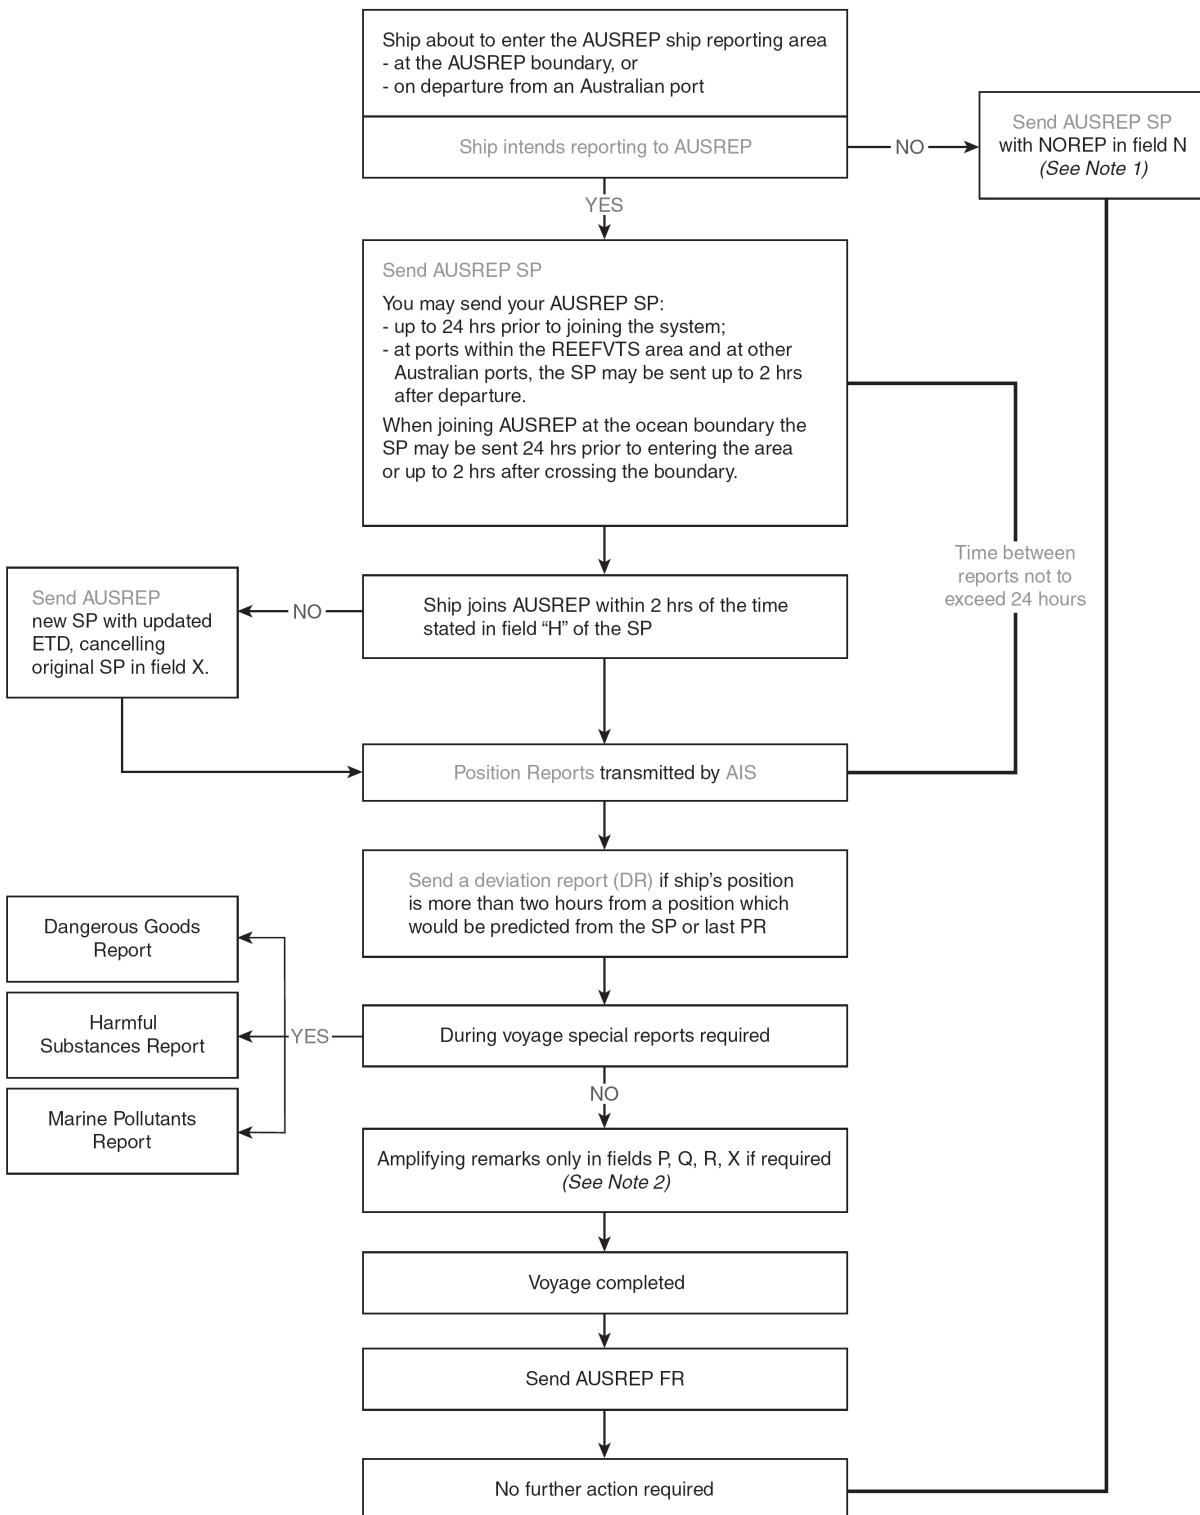 Ship about to enter the AUSREP ship reporting area
- at the AUSREP boundary, or
- on departure from an Australian port
Ship intends reporting to AUSREP
NO
Send AUSREP SP
with NOREP in field N
(See Note 1)
YES
Send AUSREP SP
You may send your AUSREP SP:
- up to 24 hrs prior to joining the system;
- at ports within the REEFVTS area and at other
Australian ports, the SP may be sent up to 2 hrs
after departure.
When joining AUSREP at the ocean boundary the
SP may be sent 24 hrs prior to entering the area
or up to 2 hrs after crossing the boundary.
Time between
reports not to
exceed 24 hours
Ship joins AUSREP within 2 hrs of the time
stated in field “H” of the SP
NO
Send AUSREP
new SP with updated
ETD, cancelling
original SP in field X.
Position Reports transmitted by AIS
Send a deviation report (DR) if ship’s position
is more than two hours from a position which
would be predicted from the SP or last PR
During voyage special reports required
YES
Dangerous Goods
Report
Harmful
Substances Report
Marine Pollutants
Report
NO
Amplifying remarks only in fields P, Q, R, X if required
(See Note 2)
Voyage completed
Send AUSREP FR
No further action required